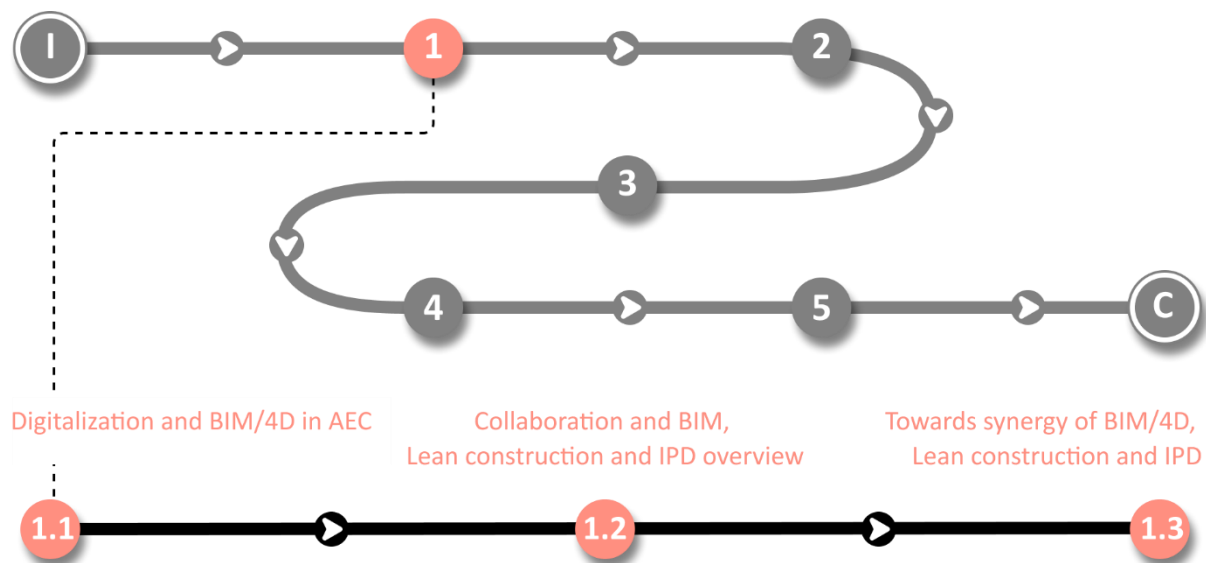 I
1
2
3
4
5
C
Digitalization and BIM/4D in AEC
Collaboration and BIM,
Lean construction and IPD overview
Towards synergy of BIM/4D,
Lean construction and IPD
1.1
1.2
1.3